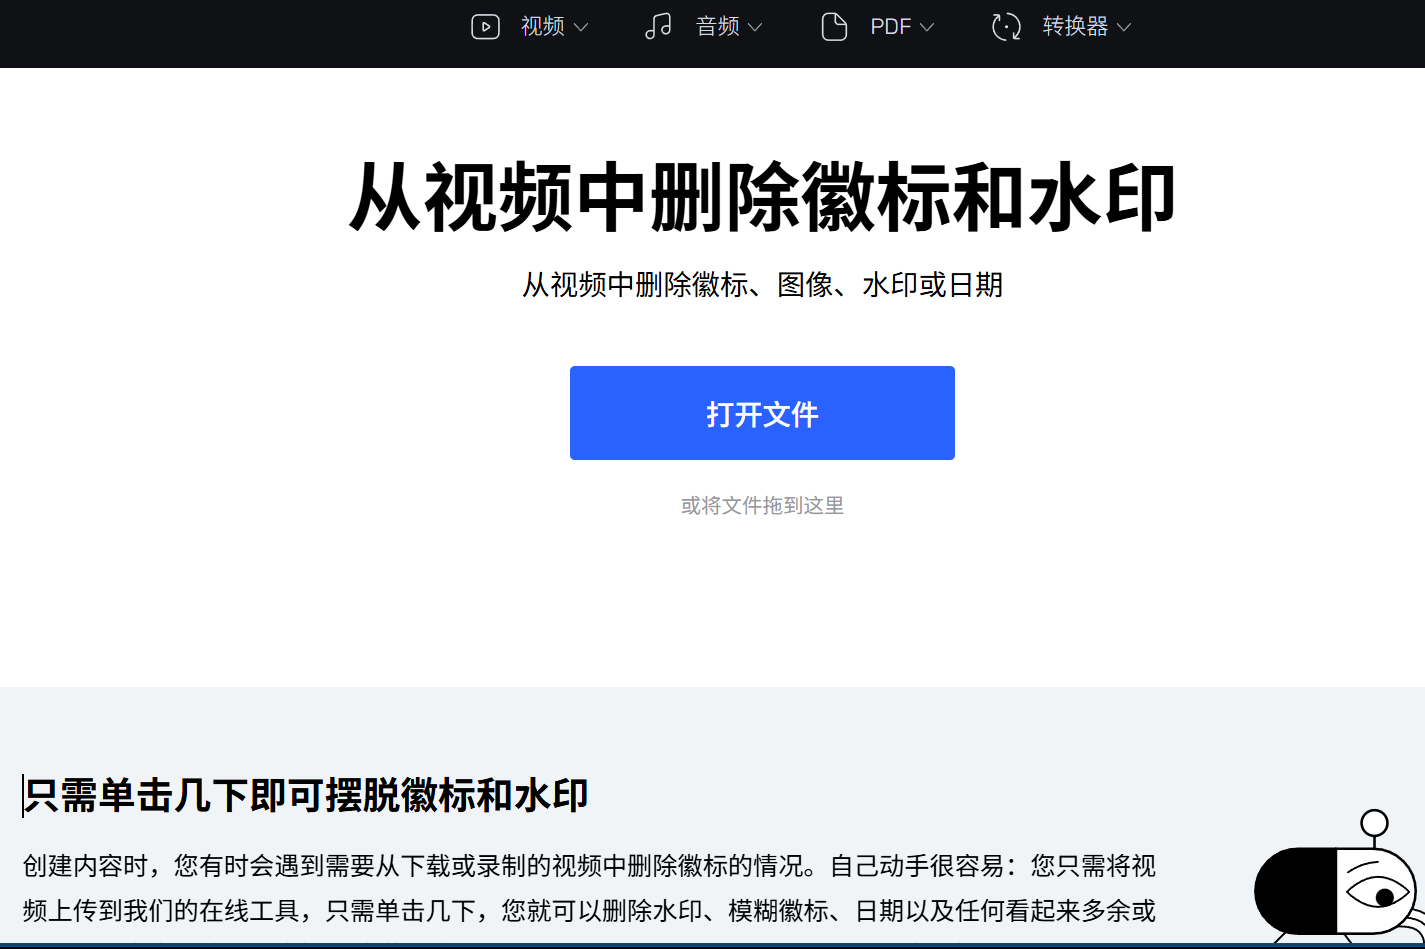 视频 音频 PDF 转换器
从视频中删除徽标和水印
从视频中删除徽标、图像、水印或日期
打开文件
或将文件拖到这里
只需单击几下即可摆脱徽标和水印
创建内容时，您有时会遇到需要从下载或录制的视频中删除徽标的情况。自己动手很容易：您只需将视
频上传到我们的在线工具，只需单击几下，您就可以删除水印、模糊徽标、日期以及任何看起来多余或